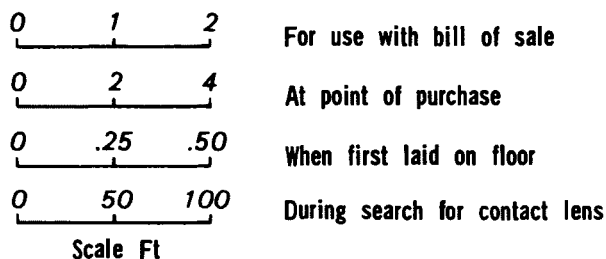 0 1 2 For use with bill of sale
0 2 4 At point of purchase
0 .25 .50 When first laid on floor
0 50 100 During search for contact lens
Scale Ft